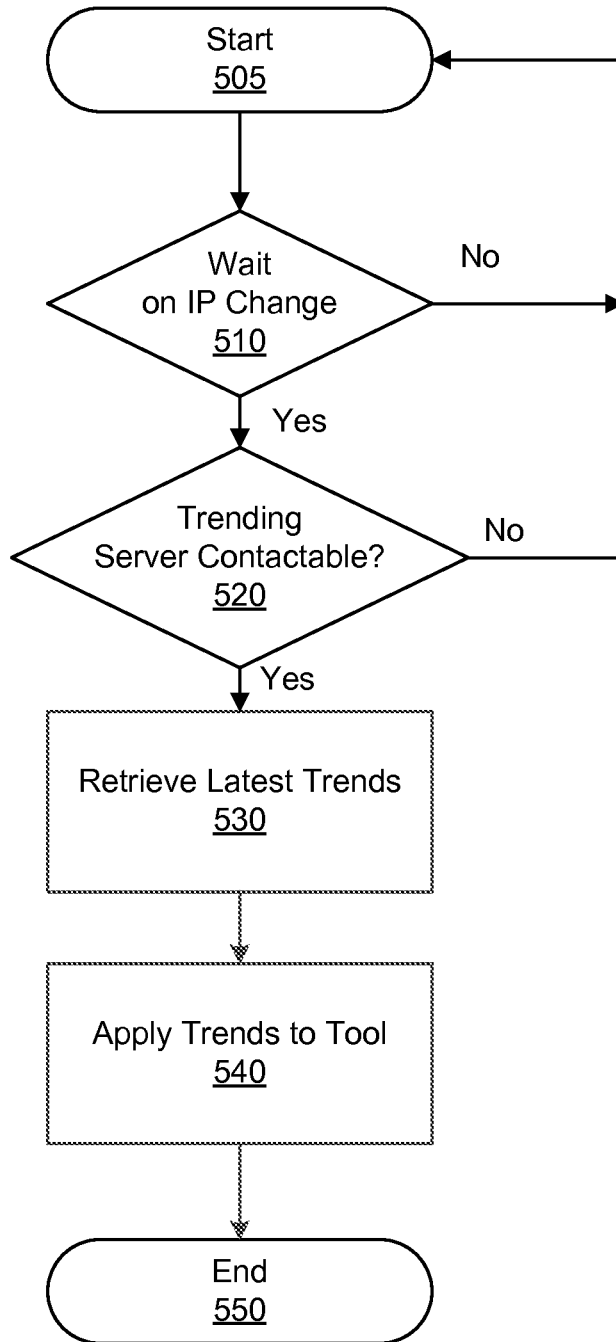 Start
505
Wait
on IP Change
510
No
Yes
Trending
Server Contactable?
520
No
Yes
Retrieve Latest Trends
530
Apply Trends to Tool
540
End
550